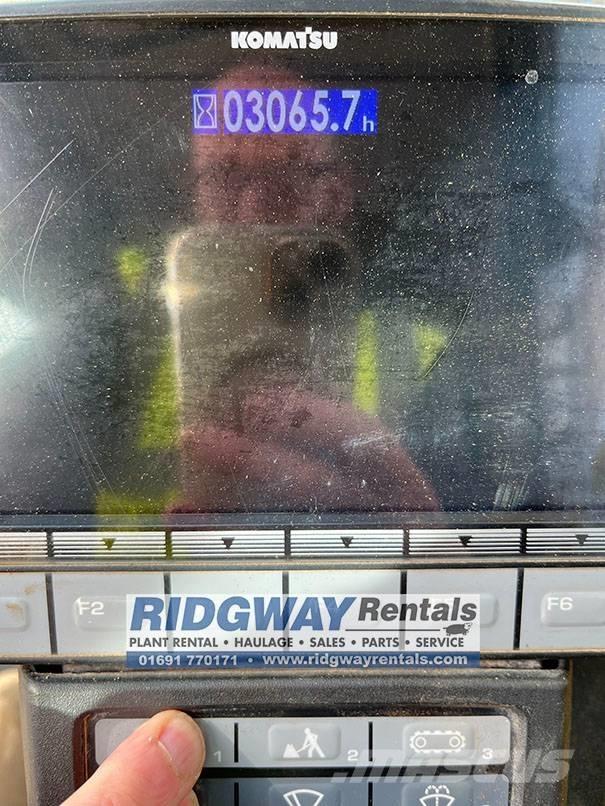 KOMATSU
03065.7h
F2
F6
RIDGWAY Rentals
PLANT RENTAL • HAULAGE • SALES • PARTS • SERVICE
01691 770171 • www.ridgwayrentals.com
1
2
3
MASCUS